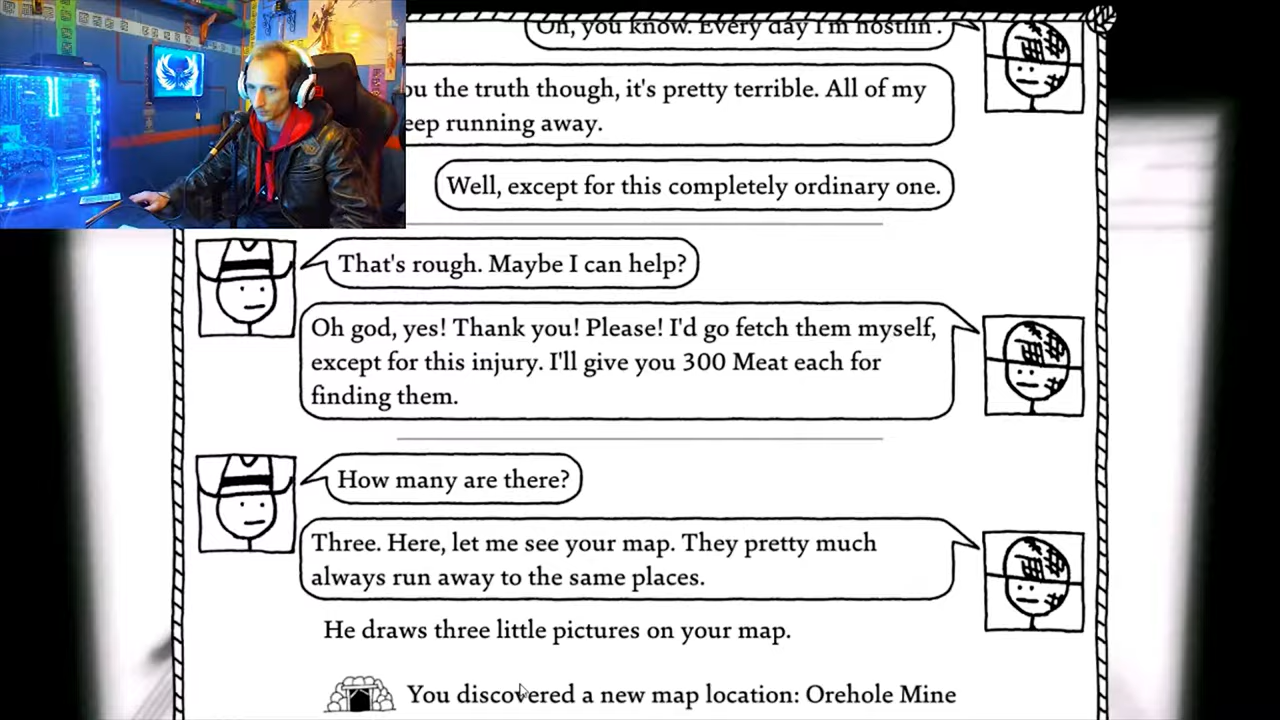 Oh, you know. Every day I'm hostlin'.
ou the truth though, it's pretty terrible. All of my
eep running away.
Well, except for this completely ordinary one.
That's rough. Maybe I can help?
Oh god, yes! Thank you! Please! I'd go fetch them myself,
except for this injury. I'll give you 300 Meat each for
finding them.
How many are there?
Three. Here, let me see your map. They pretty much
always run away to the same places.
He draws three little pictures on your map.
You discovered a new map location: Orehole Mine